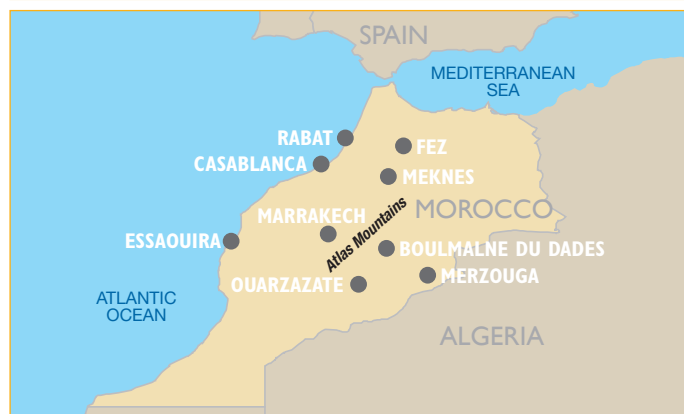 SPAIN
MEDITERRANEAN
SEA
RABAT
FEZ
CASABLANCA
MEKNES
MARRAKECH
MOROCCO
Atlas Mountains
ESSAOUIRA
BOULMALNE DU DADES
MERZOUGA
OUARZAZATE
ATLANTIC
OCEAN
ALGERIA